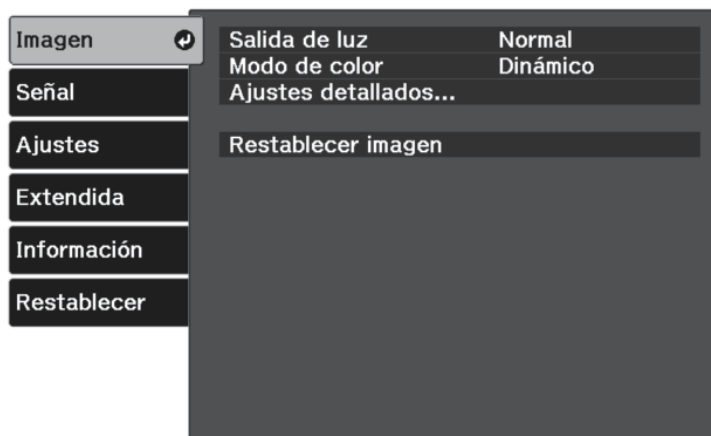 Imagen
Señal
Ajustes
Extendida
Información
Restablecer
Salida de luz Normal
Modo de color Dinámico
Ajustes detallados...
Restablecer imagen